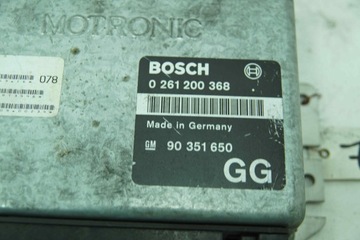 MOTRONIC
078
BOSCH
0 261 200 368
Made in Germany
GM 90 351 650
GG